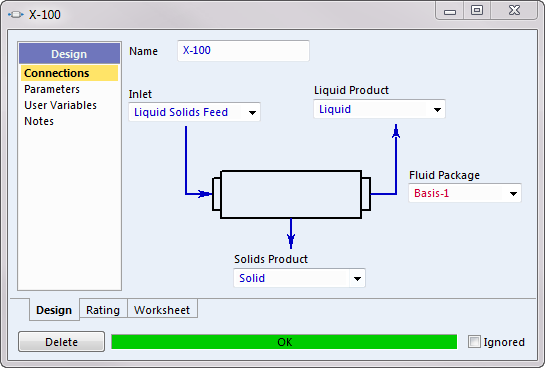 X-100
Design
Connections
Parameters
User Variables
Notes
Name X-100
Inlet
Liquid Solids Feed
Liquid Product
Liquid
Fluid Package
Basis-1
Solids Product
Solid
Design Rating Worksheet
Delete OK Ignored